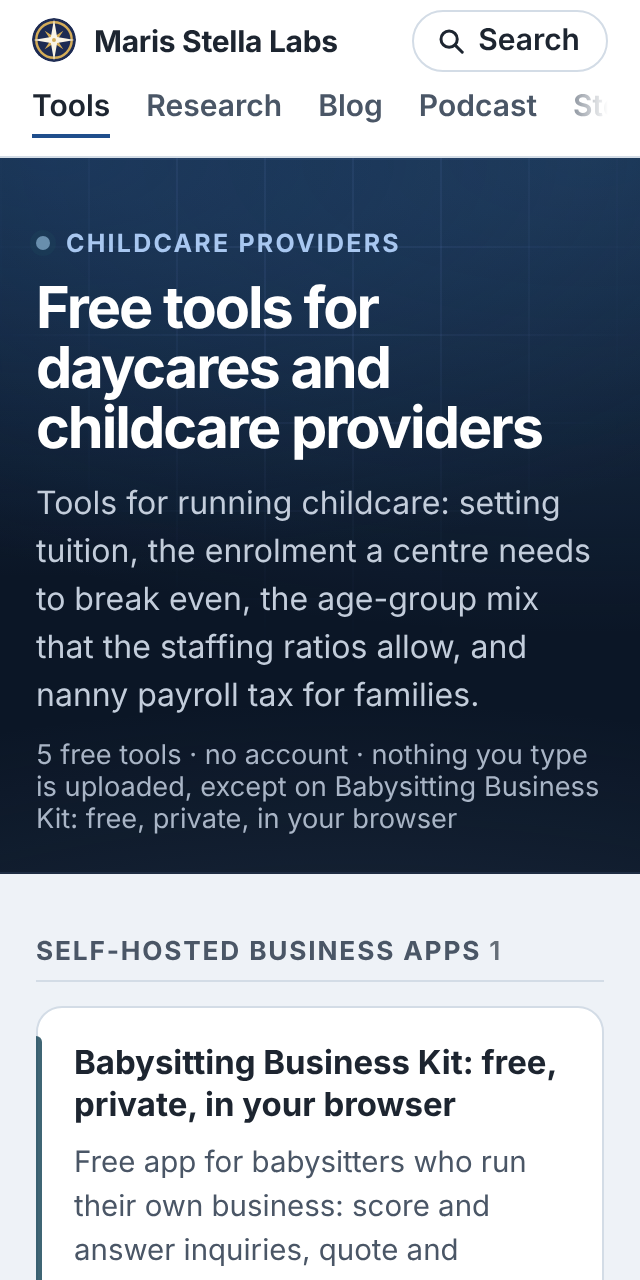 Maris Stella Labs
Search
Tools Research Blog Podcast
CHILDCARE PROVIDERS
Free tools for
daycares and
childcare providers
Tools for running childcare: setting
tuition, the enrolment a centre needs
to break even, the age-group mix
that the staffing ratios allow, and
nanny payroll tax for families.
5 free tools · no account · nothing you type
is uploaded, except on Babysitting Business
Kit: free, private, in your browser
SELF-HOSTED BUSINESS APPS 1
Babysitting Business Kit: free,
private, in your browser
Free app for babysitters who run
their own business: score and
answer inquiries, quote and